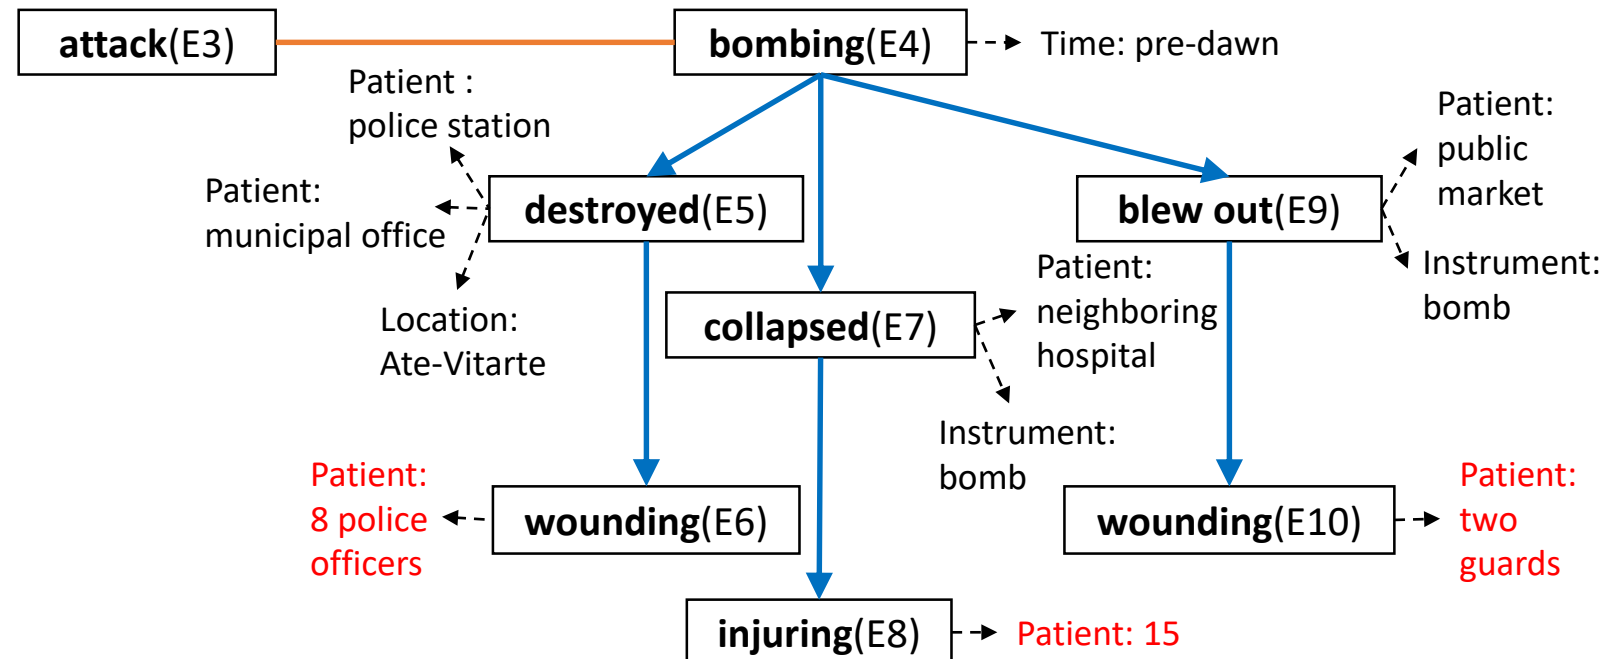 attack(E3)
bombing(E4)
Time: pre-dawn
Patient :
police station
Patient:
municipal office
Location:
Ate-Vitarte
destroyed(E5)
blew out(E9)
Patient:
public
market
Instrument:
bomb
collapsed(E7)
Patient:
neighboring
hospital
Instrument:
bomb
Patient:
8 police
officers
wounding(E6)
wounding(E10)
Patient:
two
guards
injuring(E8)
Patient: 15